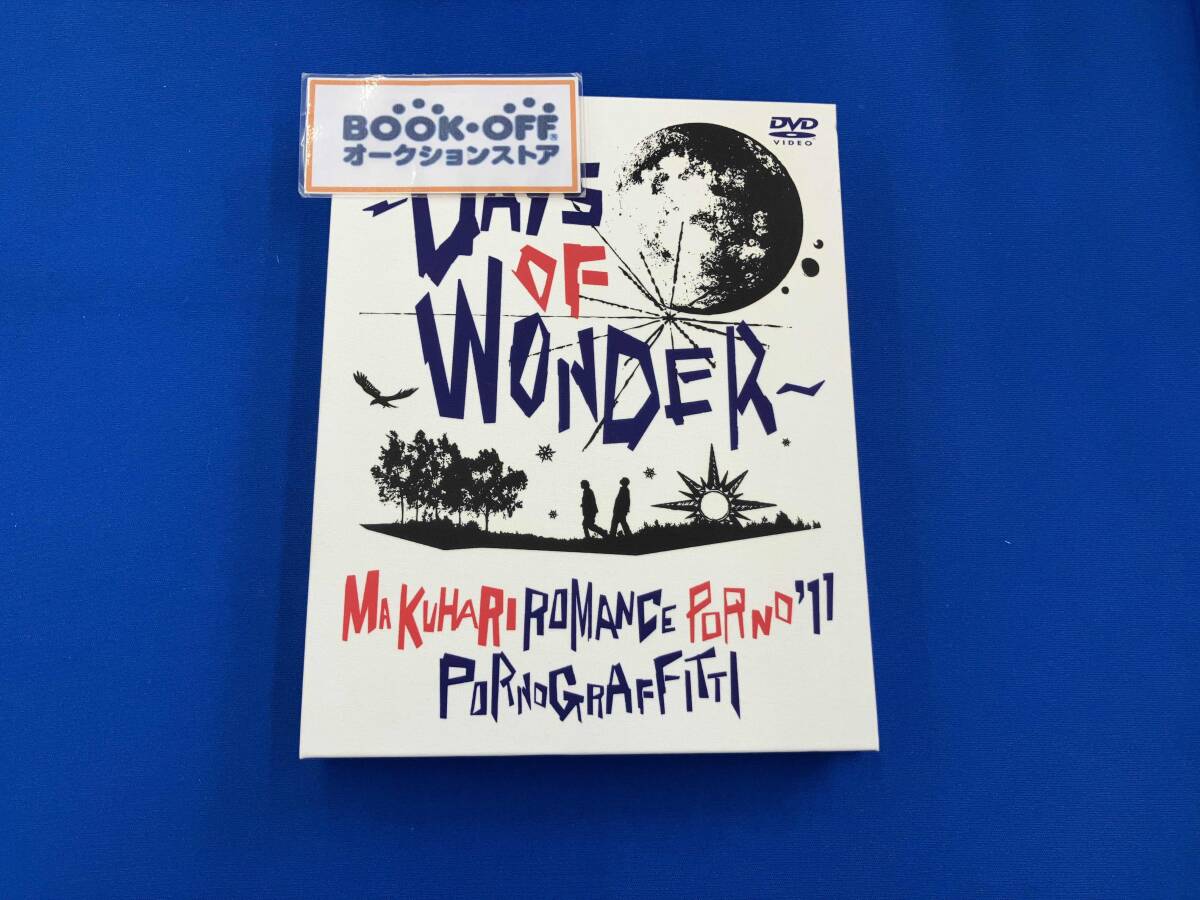 BOOK・OFF®
オークションストア
DVD
VIDEO
~DAYS
OF
WONDER~
MAKUHARI ROMANCE PORNO'11
PORNOGRAFFITTI